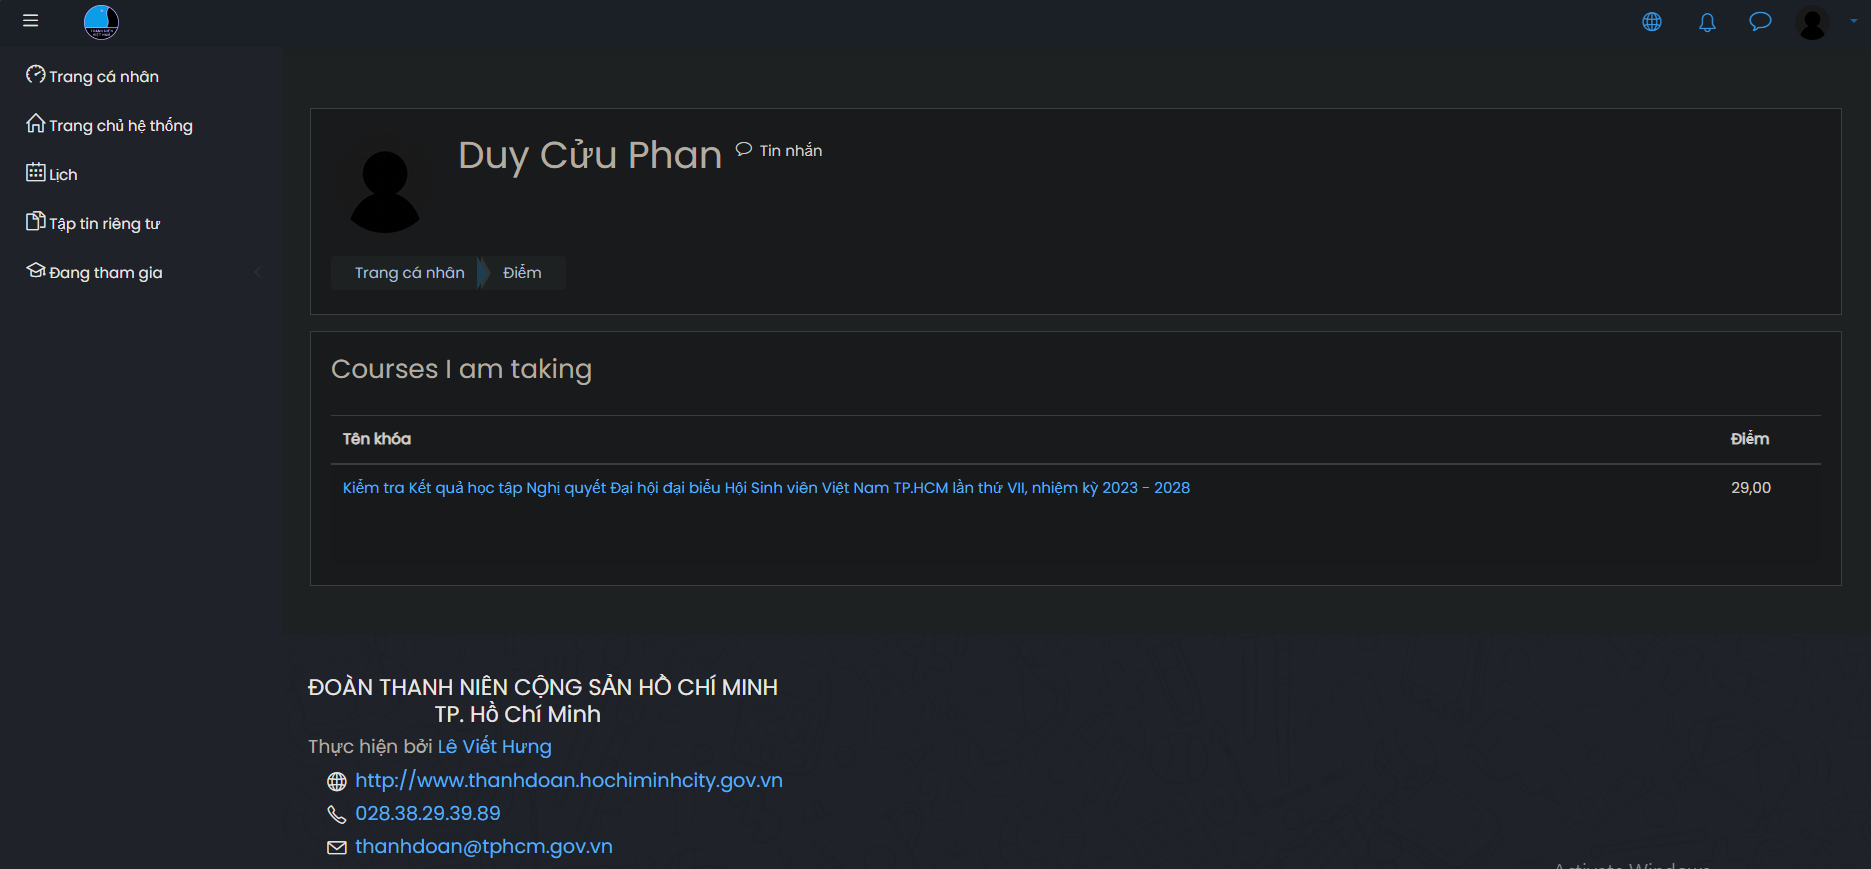 Trang cá nhân
Trang chủ hệ thống
Lịch
Tập tin riêng tư
Đang tham gia
Duy Cửu Phan
Tin nhắn
Trang cá nhân
Điểm
Courses I am taking
Tên khóa
Điểm
Kiểm tra Kết quả học tập Nghị quyết Đại hội đại biểu Hội Sinh viên Việt Nam TP.HCM lần thứ VII, nhiệm kỳ 2023 - 2028
29,00
ĐOÀN THANH NIÊN CỘNG SẢN HỒ CHÍ MINH
TP. Hồ Chí Minh
Thực hiện bởi Lê Viết Hưng
http://www.thanhdoan.hochiminhcity.gov.vn
028.38.29.39.89
thanhdoan@tphcm.gov.vn